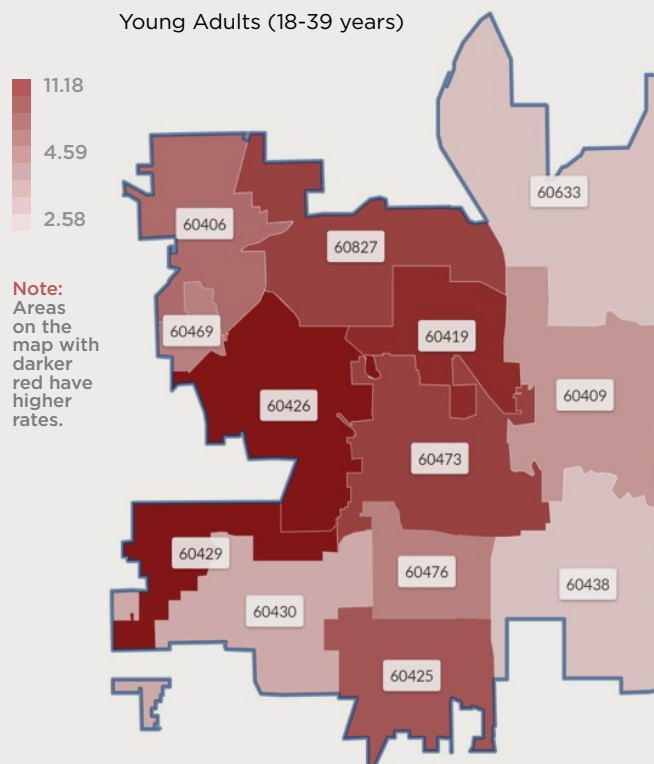 Young Adults (18-39 years)
11.18
4.59
2.58
Note:
Areas
on the
map with
darker
red have
higher
rates.
60633
60406
60827
60469
60419
60426
60409
60473
60429
60476
60438
60430
60425